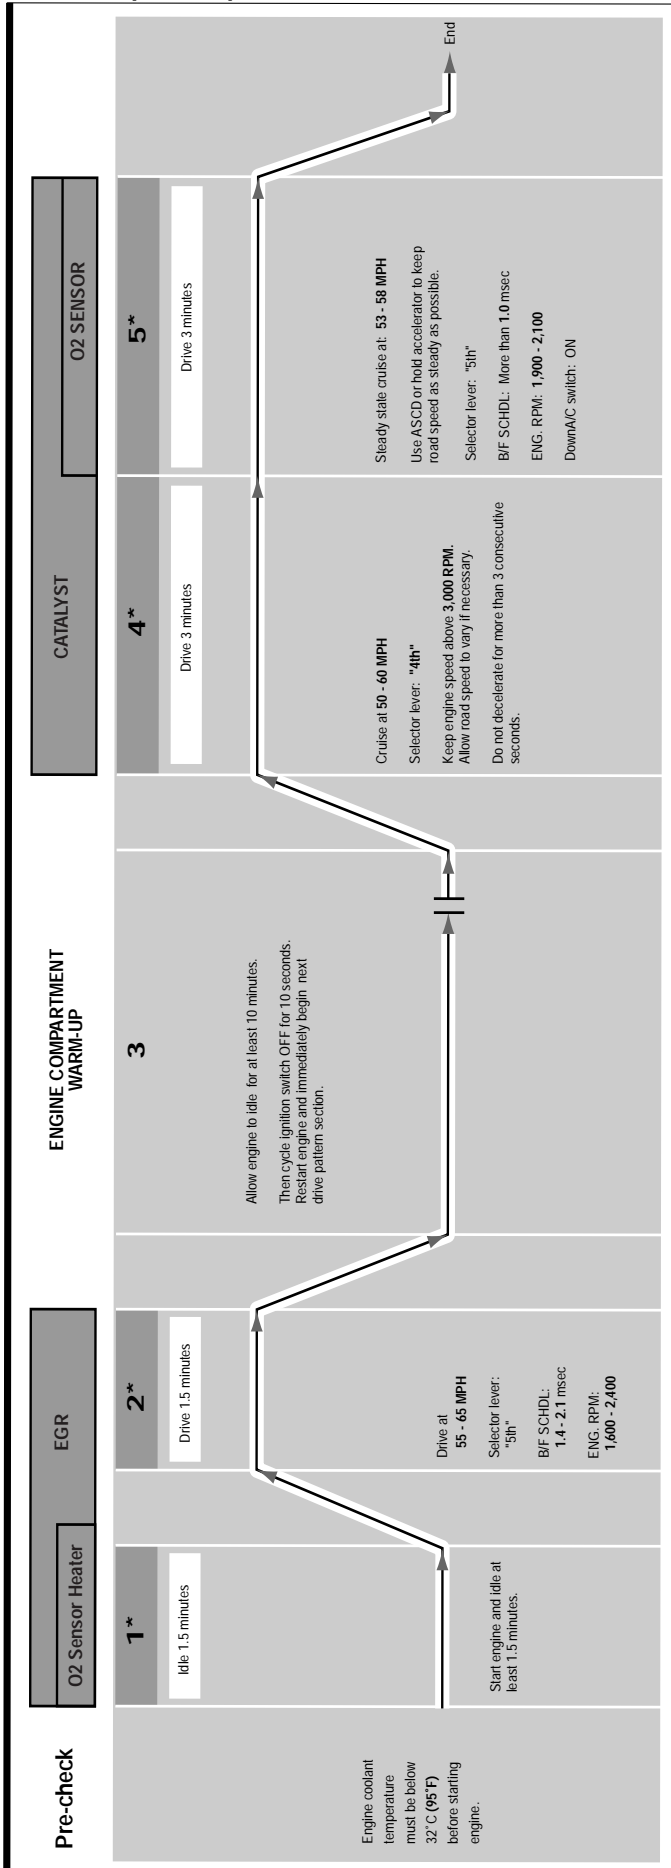 Pre-check
Engine coolant
temperature
must be below
32˚C (95˚F)
before starting
engine.
EGR
O2 Sensor Heater
1*
Idle 1.5 minutes
Start engine and idle at
least 1.5 minutes.
2*
Drive 1.5 minutes
Drive at
55 - 65 MPH
Selector lever:
"5th"
B/F SCHDL:
1.4 - 2.1 msec
ENG. RPM:
1,600 - 2,400
ENGINE COMPARTMENT
WARM-UP
3
Allow engine to idle for at least 10 minutes.
Then cycle ignition switch OFF for 10 seconds.
Restart engine and immediately begin next
drive pattern section.
CATALYST
4*
Drive 3 minutes
Cruise at 50 - 60 MPH
Selector lever: "4th"
Keep engine speed above 3,000 RPM.
Allow road speed to vary if necessary.
Do not decelerate for more than 3 consecutive
seconds.
O2 SENSOR
5*
Drive 3 minutes
Steady state cruise at: 53 - 58 MPH
Use ASCD or hold accelerator to keep
road speed as steady as possible.
Selector lever: "5th"
B/F SCHDL: More than 1.0 msec
ENG. RPM: 1,900 - 2,100
DownA/C switch: ON
End